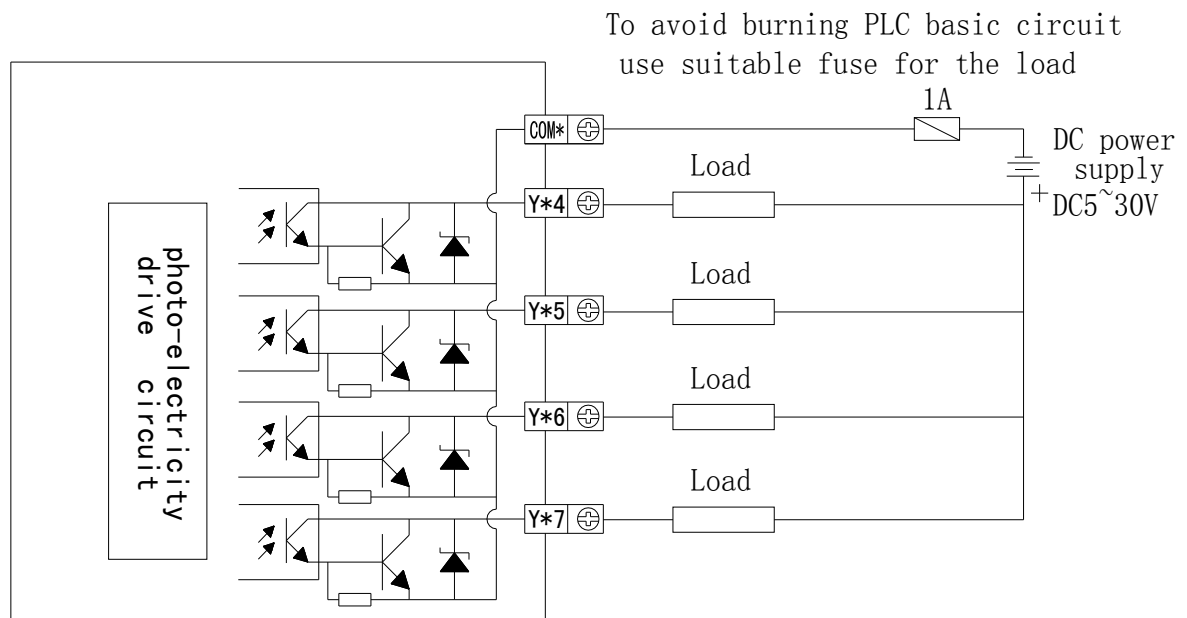 To avoid burning PLC basic circuit
use suitable fuse for the load
1A
COM*
DC power
supply
+DC5~30V
Load
Y*4
Load
Y*5
Load
Y*6
Load
Y*7
photo-electricity
drive circuit